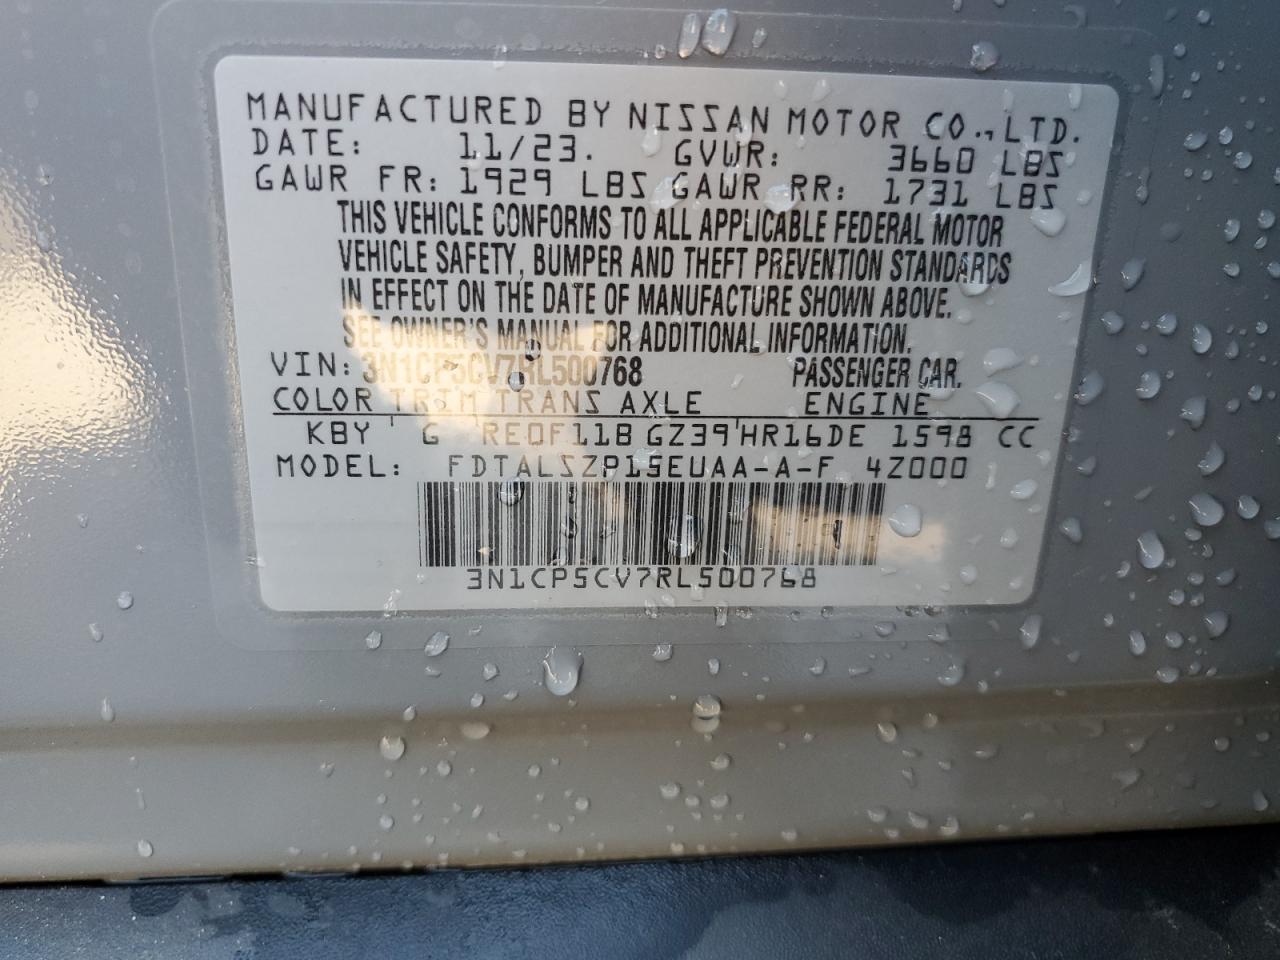 MANUFACTURED BY NISSAN MOTOR CO., LTD.
DATE: 11/23. GVWR: 3660 LBS
GAWR FR: 1929 LBS GAWR RR: 1731 LBS
THIS VEHICLE CONFORMS TO ALL APPLICABLE FEDERAL MOTOR
VEHICLE SAFETY, BUMPER AND THEFT PREVENTION STANDARDS
IN EFFECT ON THE DATE OF MANUFACTURE SHOWN ABOVE.
SEE OWNER'S MANUAL FOR ADDITIONAL INFORMATION.
VIN: 3N1CP5CV7RL500768 PASSENGER CAR.
COLOR TRIM TRANS AXLE ENGINE
KBY G RE0F11B GZ39 HR16DE 1598 CC
MODEL: FDTALSZP15EUAA-A-F 4Z000
3N1CP5CV7RL500768